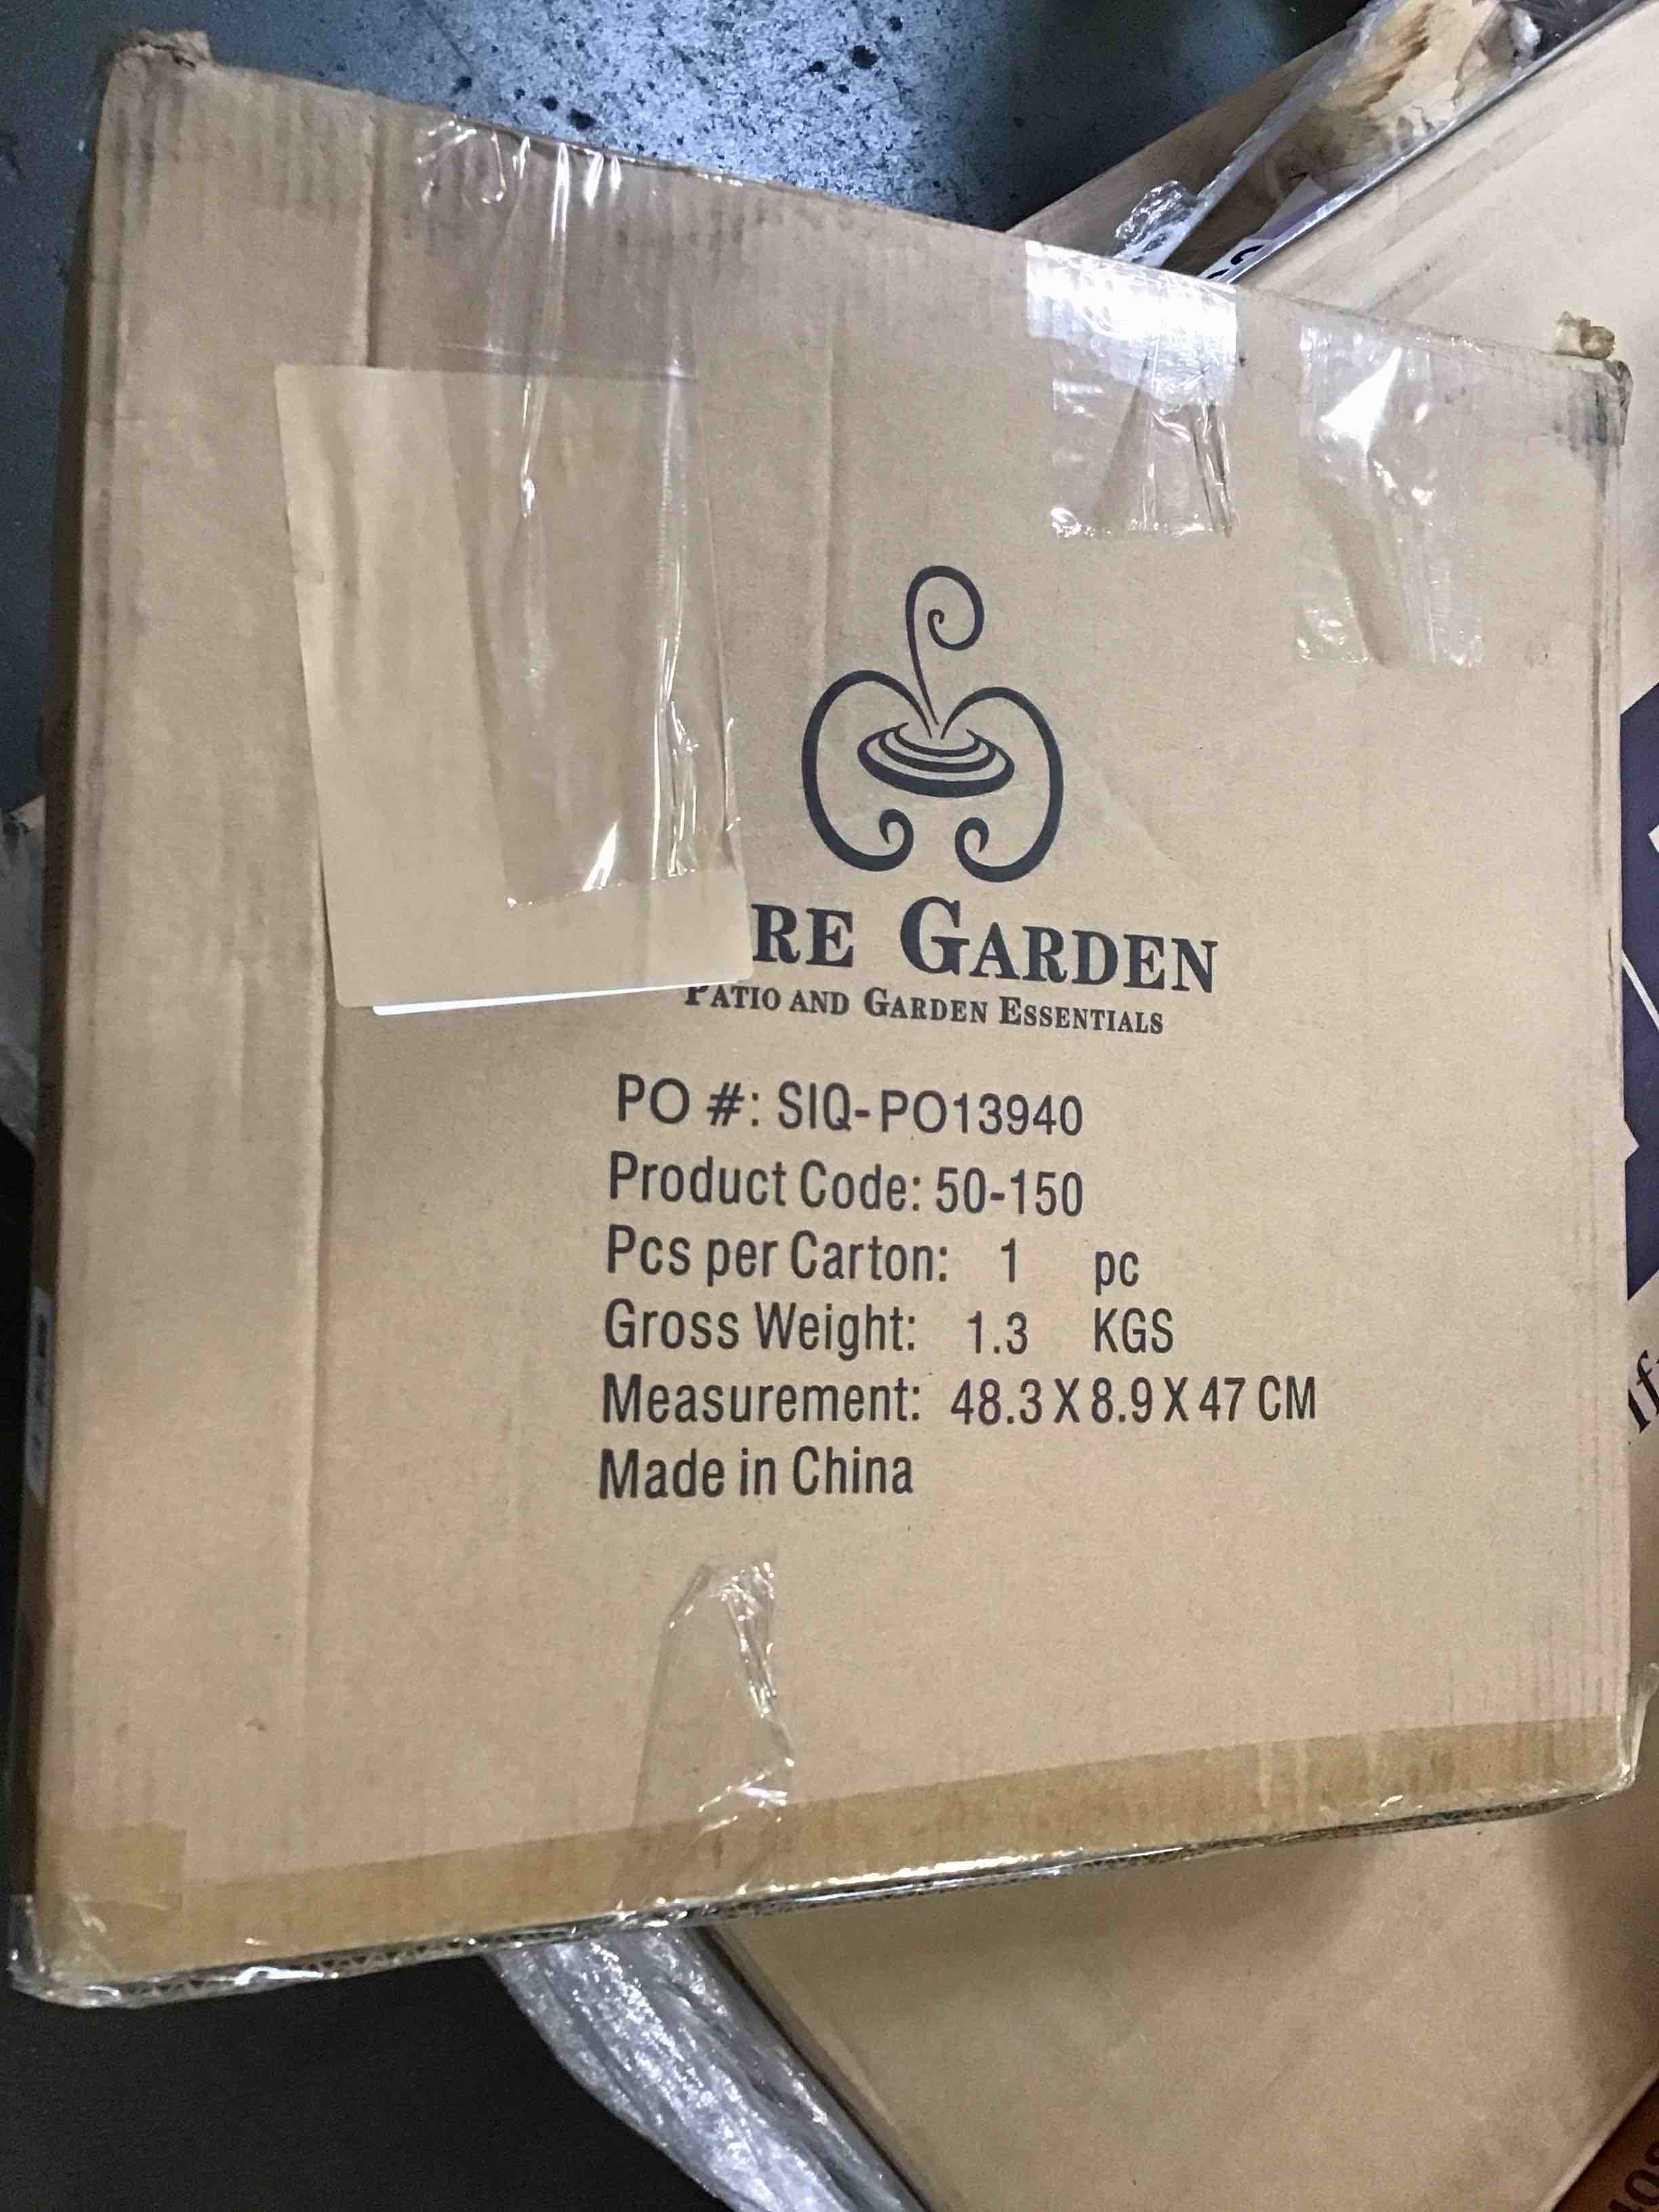 RE GARDEN
PATIO AND GARDEN ESSENTIALS
PO #: SIQ-PO13940
Product Code: 50-150
Pcs per Carton: 1 pc
Gross Weight: 1.3 KGS
Measurement: 48.3 X 8.9 X 47 CM
Made in China